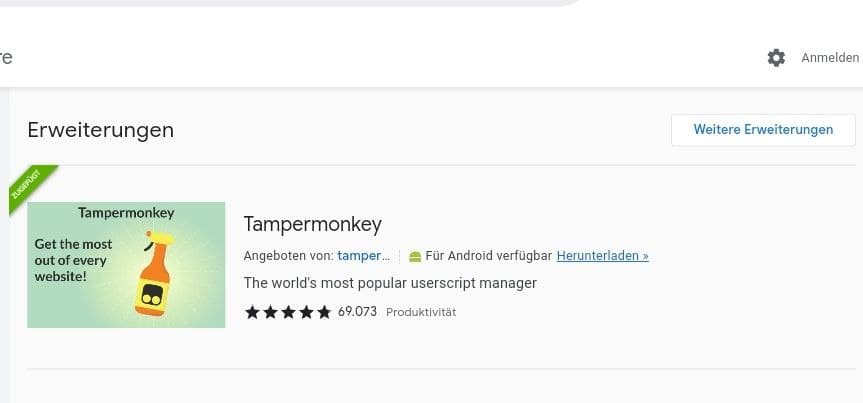 re
Anmelden
Erweiterungen
Weitere Erweiterungen
ZUGEFÜGT
Tampermonkey
Get the most
out of every
website!
Tampermonkey
Angeboten von: tamper... Für Android verfügbar Herunterladen »
The world's most popular userscript manager
69.073 Produktivität